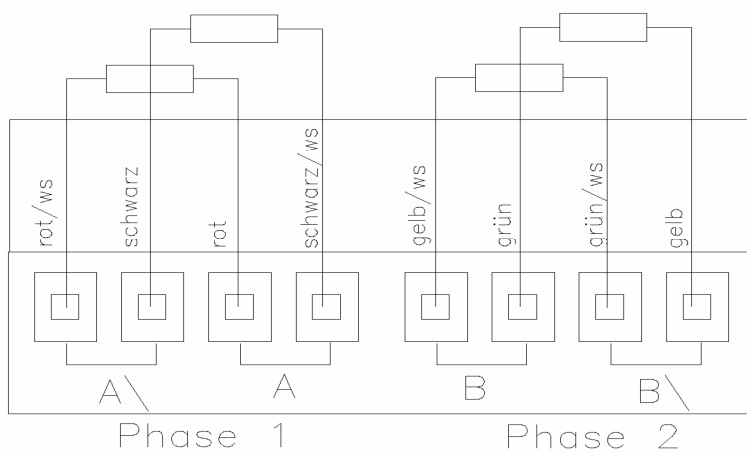 rot/ws
schwarz
rot
schwarz/ws
gelb/ws
grün
grün/ws
gelb
A\
A
B
B\
Phase 1
Phase 2